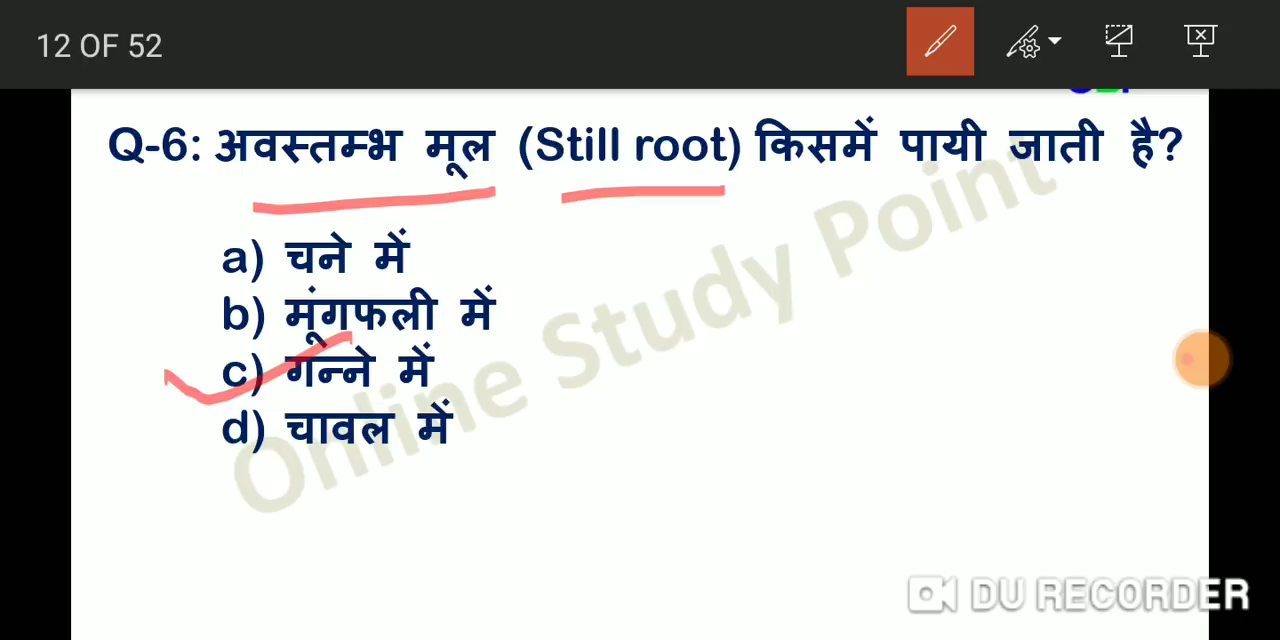 12 OF 52
Q-6: अवस्तम्भ मूल (Still root) किसमें पायी जाती है?
a) चने में
b) मूंगफली में
c) गन्ने में
d) चावल में
Online Study Point
DU RECORDER